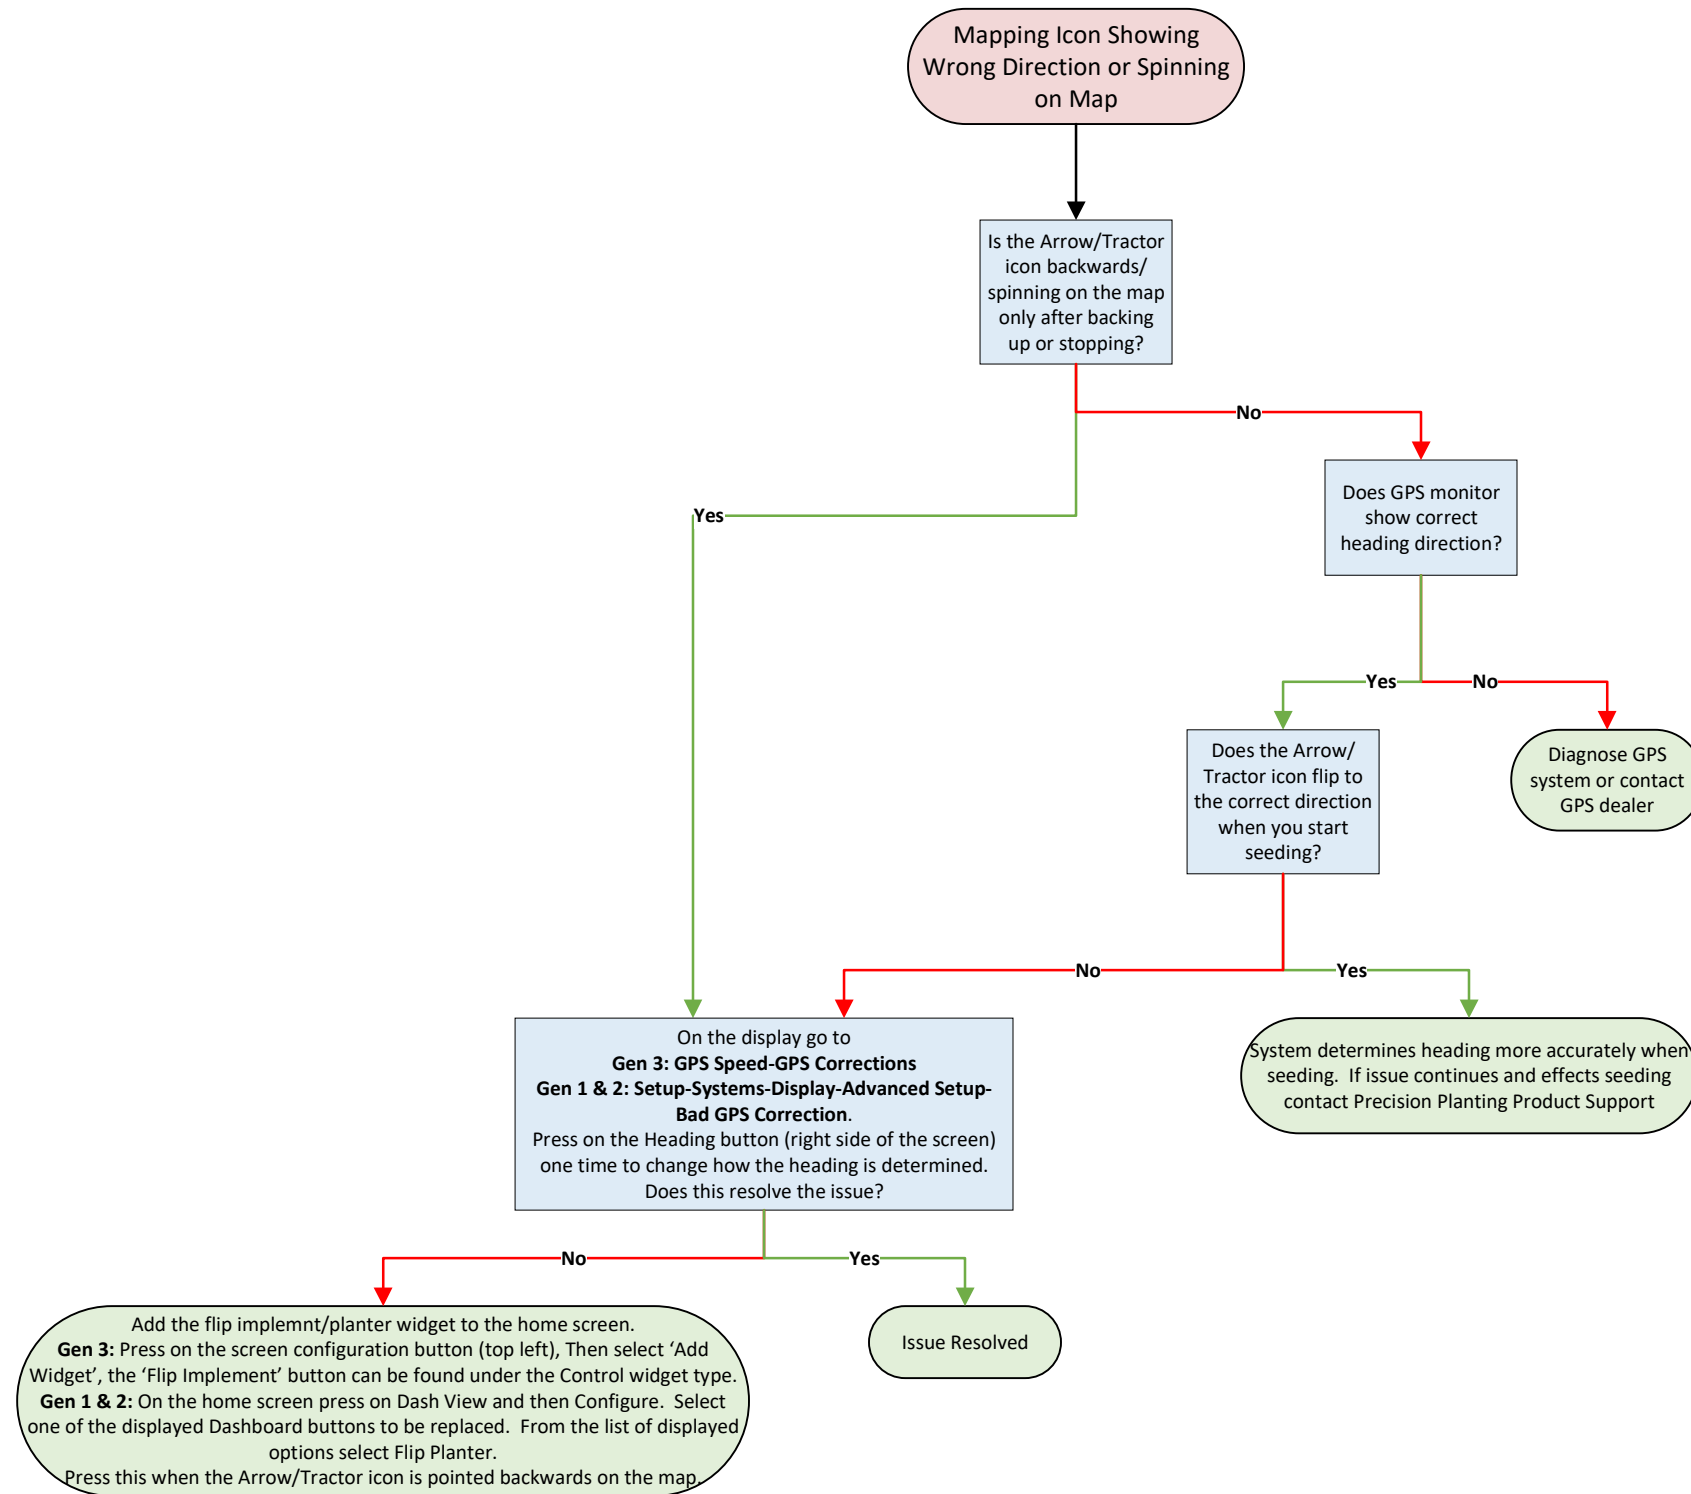 Mapping Icon Showing
Wrong Direction or Spinning
on Map
Is the Arrow/Tractor
icon backwards/
spinning on the map
only after backing
up or stopping?
No
Yes
Does GPS monitor
show correct
heading direction?
Yes
No
Does the Arrow/
Tractor icon flip to
the correct direction
when you start
seeding?
Diagnose GPS
system or contact
GPS dealer
No
Yes
On the display go to
Gen 3: GPS Speed-GPS Corrections
Gen 1 & 2: Setup-Systems-Display-Advanced Setup-
Bad GPS Correction.
Press on the Heading button (right side of the screen)
one time to change how the heading is determined.
Does this resolve the issue?
System determines heading more accurately when
seeding.  If issue continues and effects seeding
contact Precision Planting Product Support
No
Yes
Add the flip implemnt/planter widget to the home screen.
Gen 3: Press on the screen configuration button (top left), Then select ‘Add
Widget’, the ‘Flip Implement’ button can be found under the Control widget type.
Gen 1 & 2: On the home screen press on Dash View and then Configure.  Select
one of the displayed Dashboard buttons to be replaced.  From the list of displayed
options select Flip Planter.
Press this when the Arrow/Tractor icon is pointed backwards on the map.
Issue Resolved